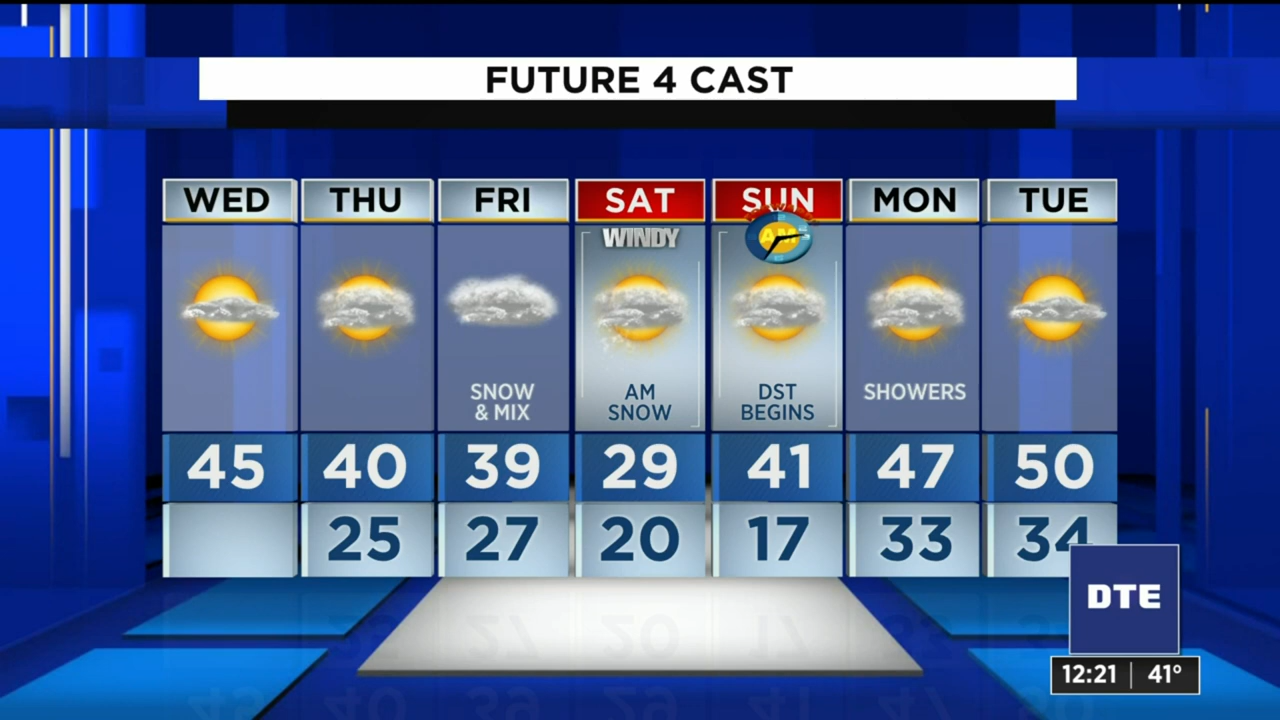 FUTURE 4 CAST
WED THU FRI SAT SUN MON TUE
WINDY AM
SNOW & MIX
AM SNOW
DST BEGINS
SHOWERS
45 40 39 29 41 47 50
25 27 20 17 33 34
DTE
12:21 | 41°